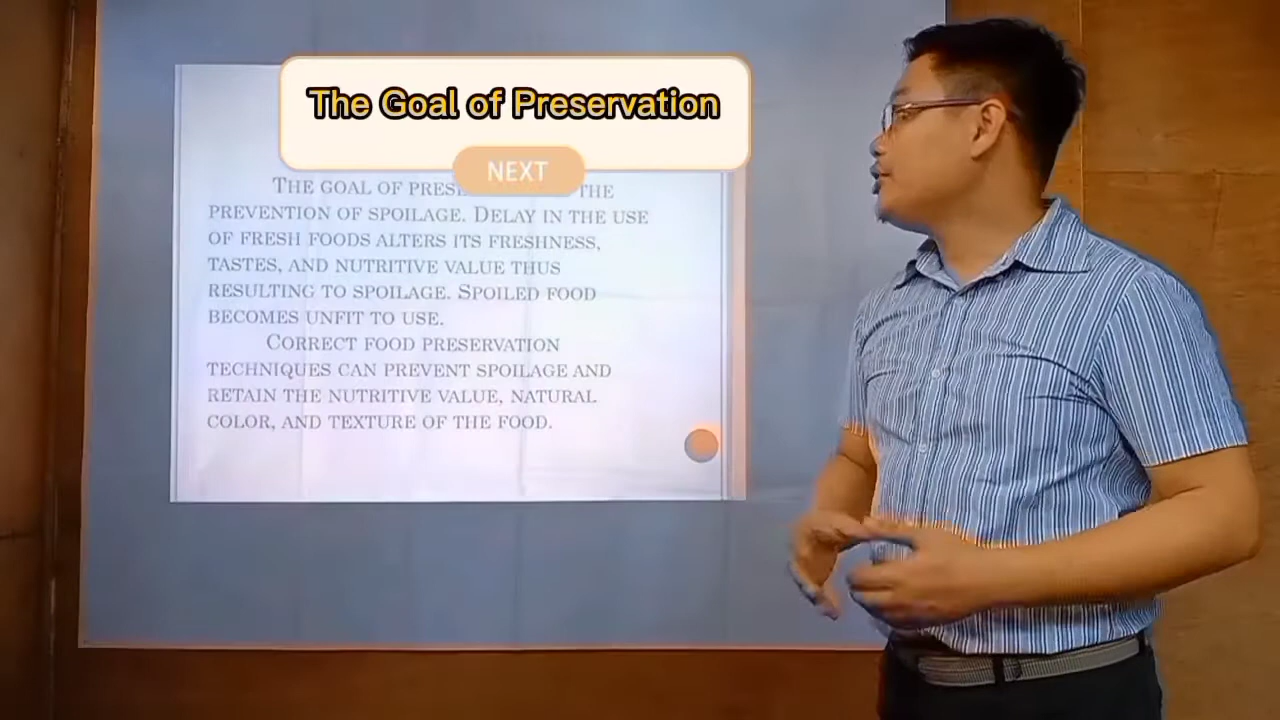 The Goal of Preservation
NEXT
THE GOAL OF PRES THE
PREVENTION OF SPOILAGE. DELAY IN THE USE
OF FRESH FOODS ALTERS ITS FRESHNESS,
TASTES, AND NUTRITIVE VALUE THUS
RESULTING TO SPOILAGE. SPOILED FOOD
BECOMES UNFIT TO USE.
CORRECT FOOD PRESERVATION
TECHNIQUES CAN PREVENT SPOILAGE AND
RETAIN THE NUTRITIVE VALUE, NATURAL
COLOR, AND TEXTURE OF THE FOOD.